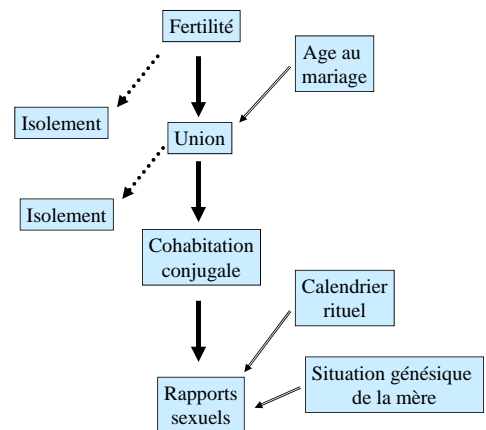 Fertilité
Age au
mariage
Isolement
Union
Isolement
Cohabitation
conjugale
Calendrier
rituel
Situation génésique
de la mère
Rapports
sexuels